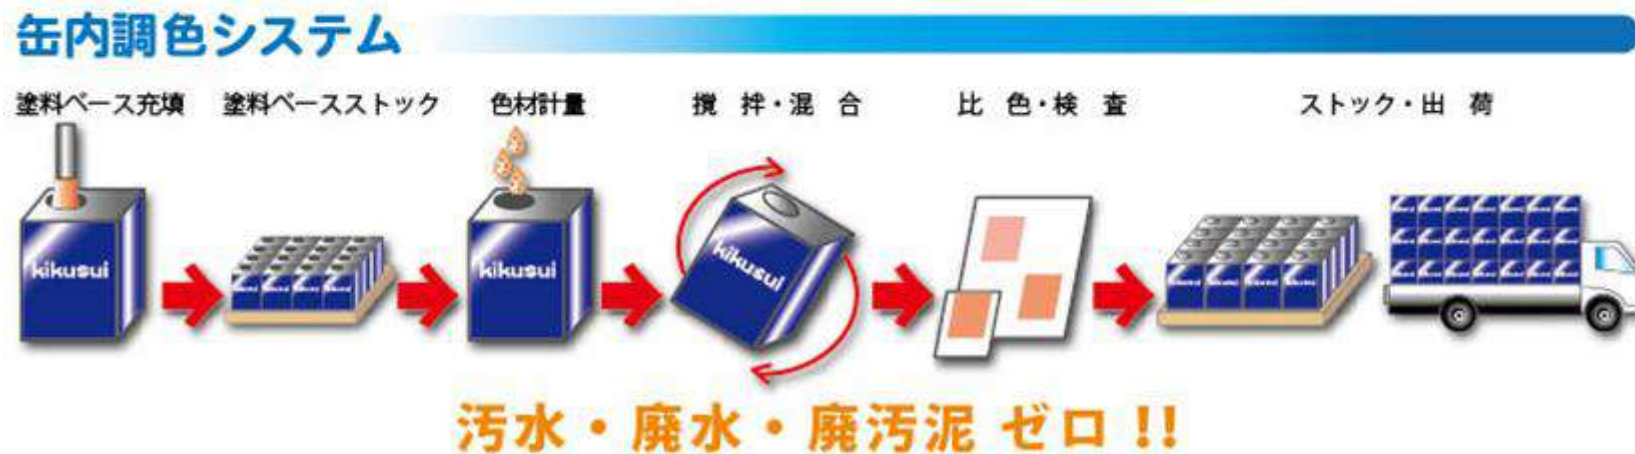 缶内調色システム
塗料ベース充填 塗料ベースストック 色材計量 攪 拌・混 合 比 色・検 査 ストック・出 荷
kikusui kikusui kikusui
汚水・廃水・廃汚泥 ゼロ !!